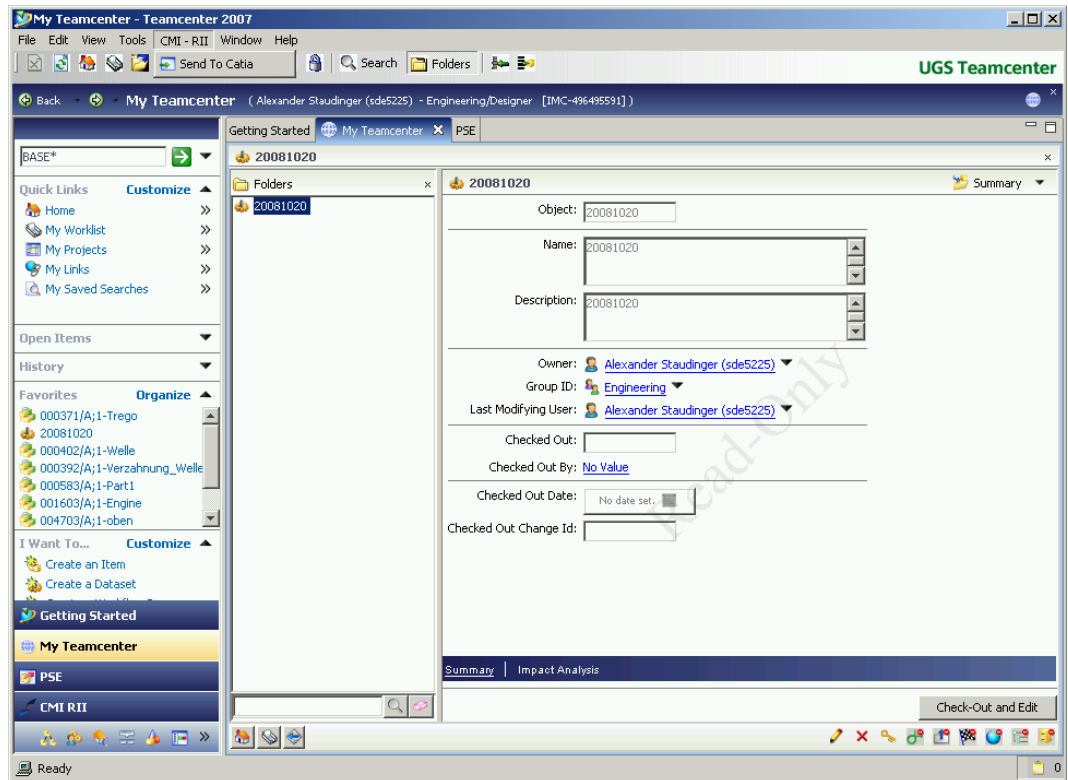 My Teamcenter - Teamcenter 2007
File Edit View Tools CMI - RII Window Help
Send To Catia Search Folders
UGS Teamcenter
Back My Teamcenter ( Alexander Staudinger (sde5225) - Engineering/Designer [IMC-496495591] )
Getting Started My Teamcenter PSE
BASE*
20081020
Quick Links Customize
Home
My Worklist
My Projects
My Links
My Saved Searches
Open Items
History
Favorites Organize
000371/A;1-Trego
20081020
000402/A;1-Welle
000392/A;1-Verzahnung_Welle
000583/A;1-Part1
001603/A;1-Engine
004703/A;1-oben
I Want To... Customize
Create an Item
Create a Dataset
Getting Started
My Teamcenter
PSE
CMI RII
Folders
20081020
20081020 Summary
Object: 20081020
Name: 20081020
Description: 20081020
Owner: Alexander Staudinger (sde5225)
Group ID: Engineering
Last Modifying User: Alexander Staudinger (sde5225)
Checked Out:
Checked Out By: No Value
Checked Out Date: No date set.
Checked Out Change Id:
Read-Only
Summary Impact Analysis
Check-Out and Edit
Ready 0